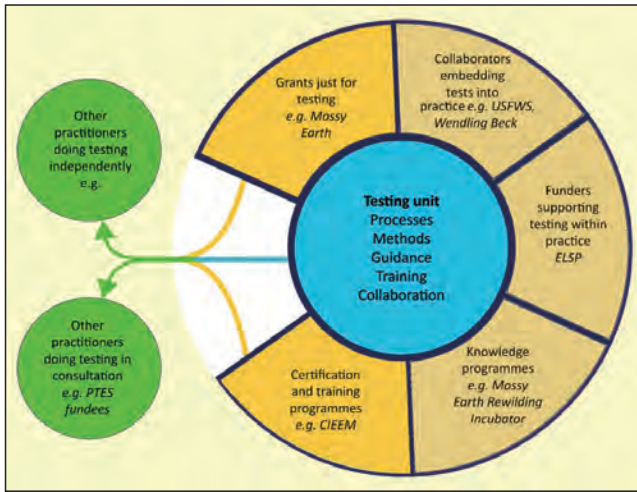 Other
practitioners
doing testing
independently
e.g.
Grants just for
testing
e.g. Mossy
Earth
Collaborators
embedding
tests into
practice e.g. USFWS,
Wendling Beck
Funders
supporting
testing within
practice
ELSP
Testing unit
Processes
Methods
Guidance
Training
Collaboration
Other
practitioners
doing testing in
consultation
e.g. PTES
fundees
Certification
and training
programmes
e.g. CIEEM
Knowledge
programmes
e.g. Mossy
Earth Rewilding
Incubator